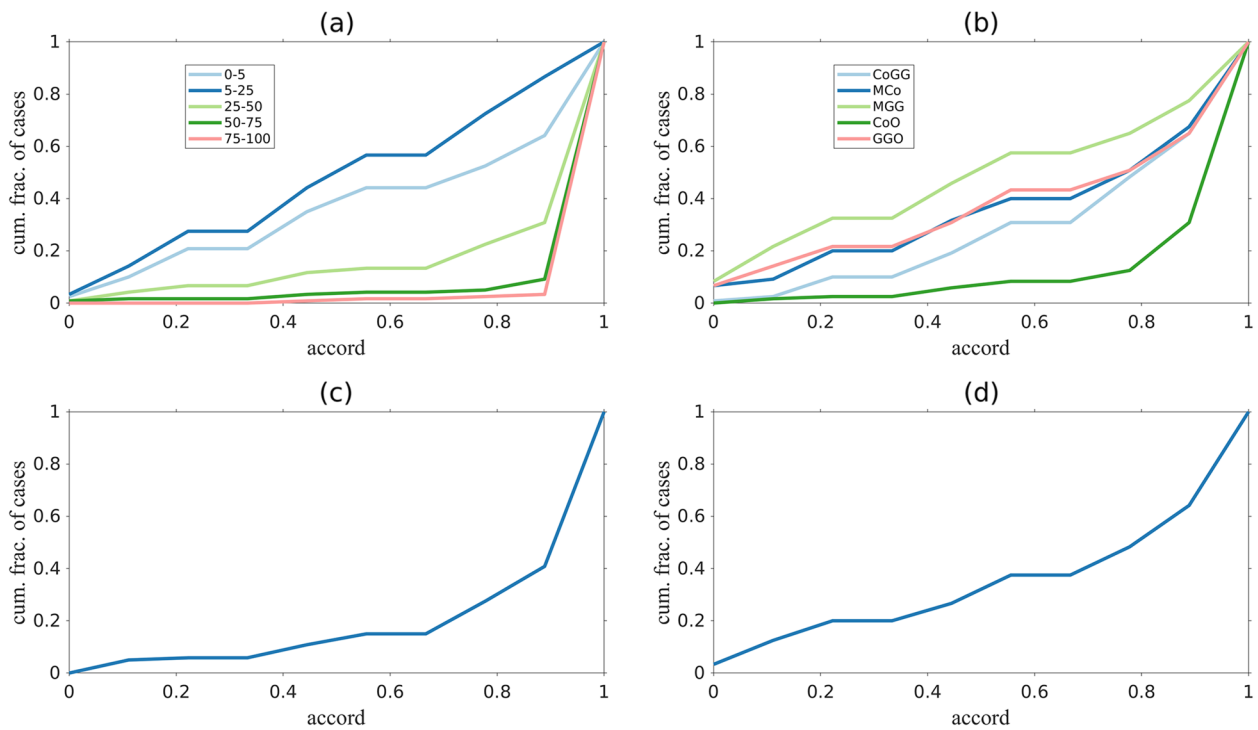 (a)
1
0.8
0.6
0.4
0.2
0
cum. frac. of cases
0-5
5-25
25-50
50-75
75-100
0 0.2 0.4 0.6 0.8 1
accord
(b)
1
0.8
0.6
0.4
0.2
0
cum. frac. of cases
CoGG
MCo
MGG
CoO
GGO
0 0.2 0.4 0.6 0.8 1
accord
(c)
1
0.8
0.6
0.4
0.2
0
cum. frac. of cases
0 0.2 0.4 0.6 0.8 1
accord
(d)
1
0.8
0.6
0.4
0.2
0
cum. frac. of cases
0 0.2 0.4 0.6 0.8 1
accord